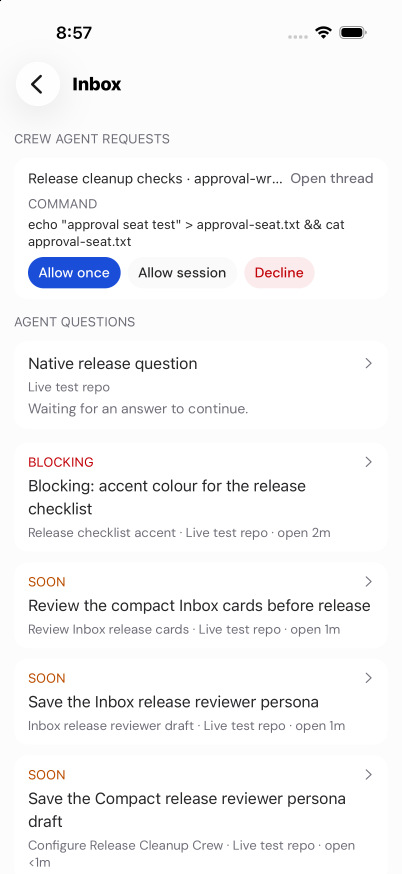 8:57
Inbox
CREW AGENT REQUESTS
Release cleanup checks · approval-wr... Open thread
COMMAND
echo "approval seat test" > approval-seat.txt && cat
approval-seat.txt
Allow once Allow session Decline
AGENT QUESTIONS
Native release question
Live test repo
Waiting for an answer to continue.
BLOCKING
Blocking: accent colour for the release
checklist
Release checklist accent · Live test repo · open 2m
SOON
Review the compact Inbox cards before release
Review Inbox release cards · Live test repo · open 1m
SOON
Save the Inbox release reviewer persona
Inbox release reviewer draft · Live test repo · open 1m
SOON
Save the Compact release reviewer persona
draft
Configure Release Cleanup Crew · Live test repo · open
<1m